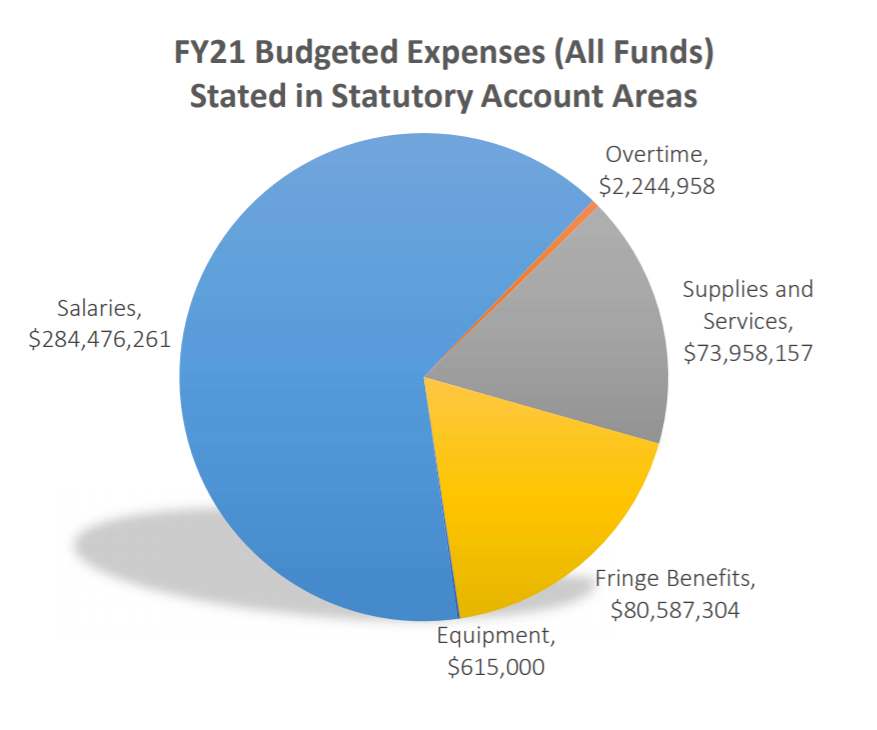 FY21 Budgeted Expenses (All Funds)
Stated in Statutory Account Areas
Overtime,
$2,244,958
Supplies and
Services,
$73,958,157
Salaries,
$284,476,261
Fringe Benefits,
$80,587,304
Equipment,
$615,000